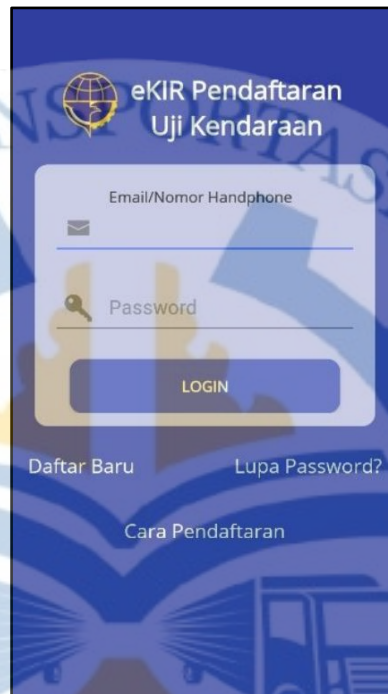 eKIR Pendaftaran
Uji Kendaraan
Email/Nomor Handphone
Password
LOGIN
Daftar Baru
Lupa Password?
Cara Pendaftaran